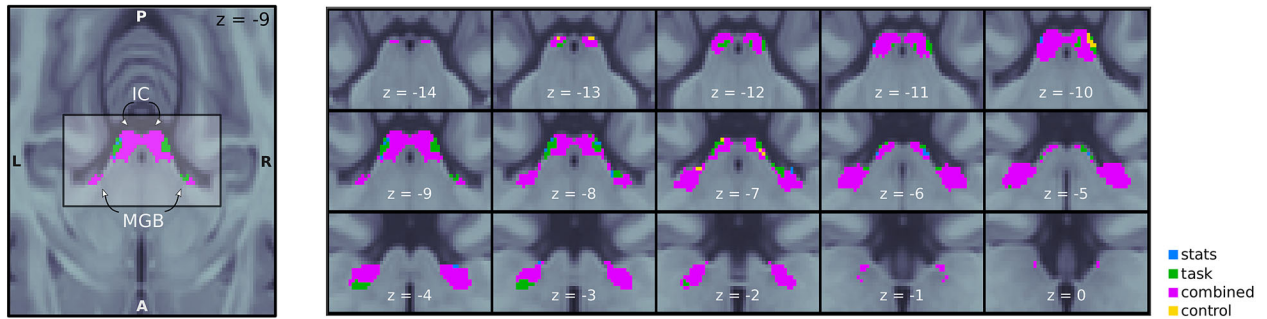 P
z = -9
IC
L
R
MGB
A
z = -14
z = -13
z = -12
z = -11
z = -10
z = -9
z = -8
z = -7
z = -6
z = -5
z = -4
z = -3
z = -2
z = -1
z = 0
stats
task
combined
control